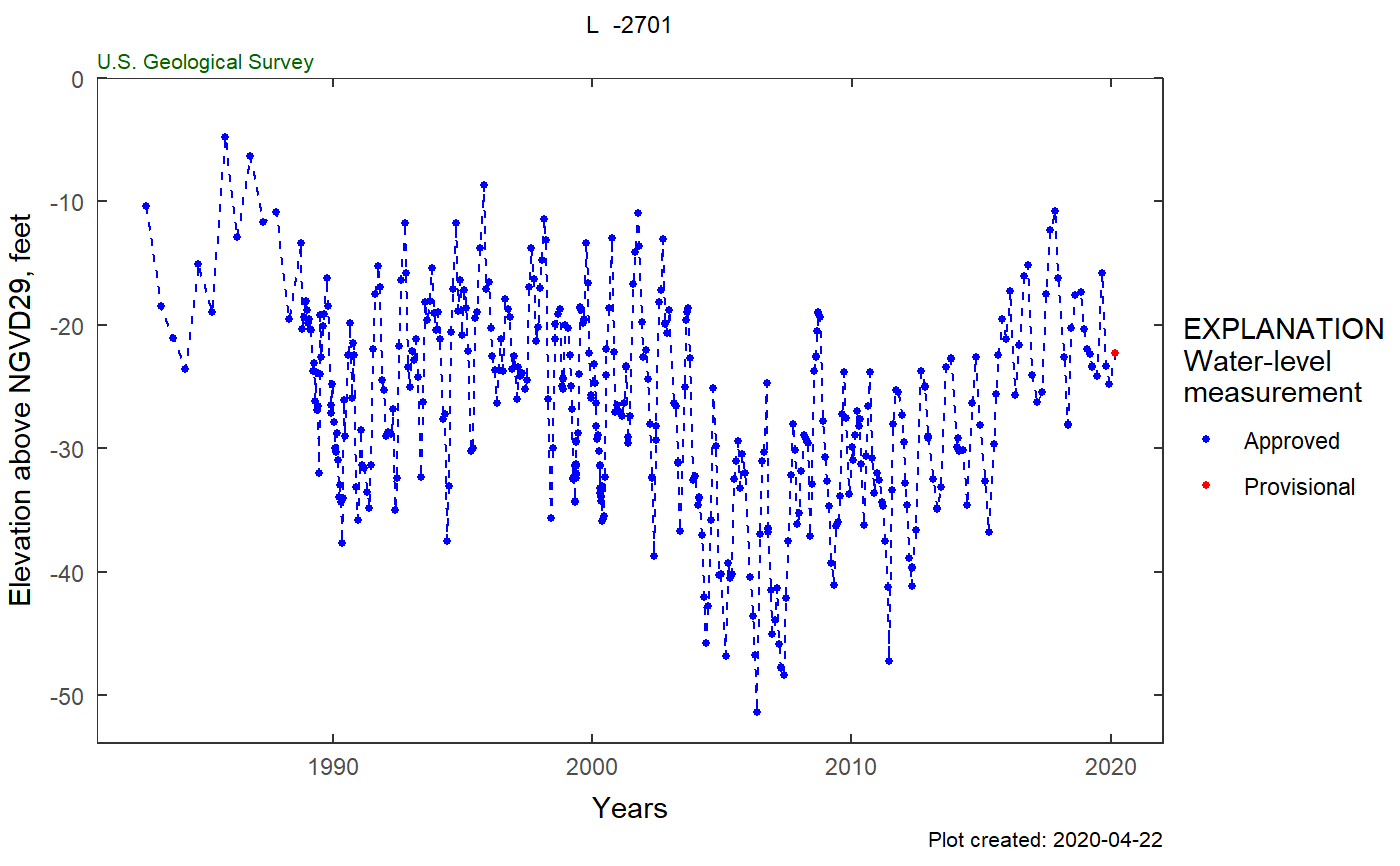 L -2701
U.S. Geological Survey
0
-10
-20
-30
-40
-50
Elevation above NGVD29, feet
1990
2000
2010
2020
Years
EXPLANATION
Water-level
measurement
Approved
Provisional
Plot created: 2020-04-22